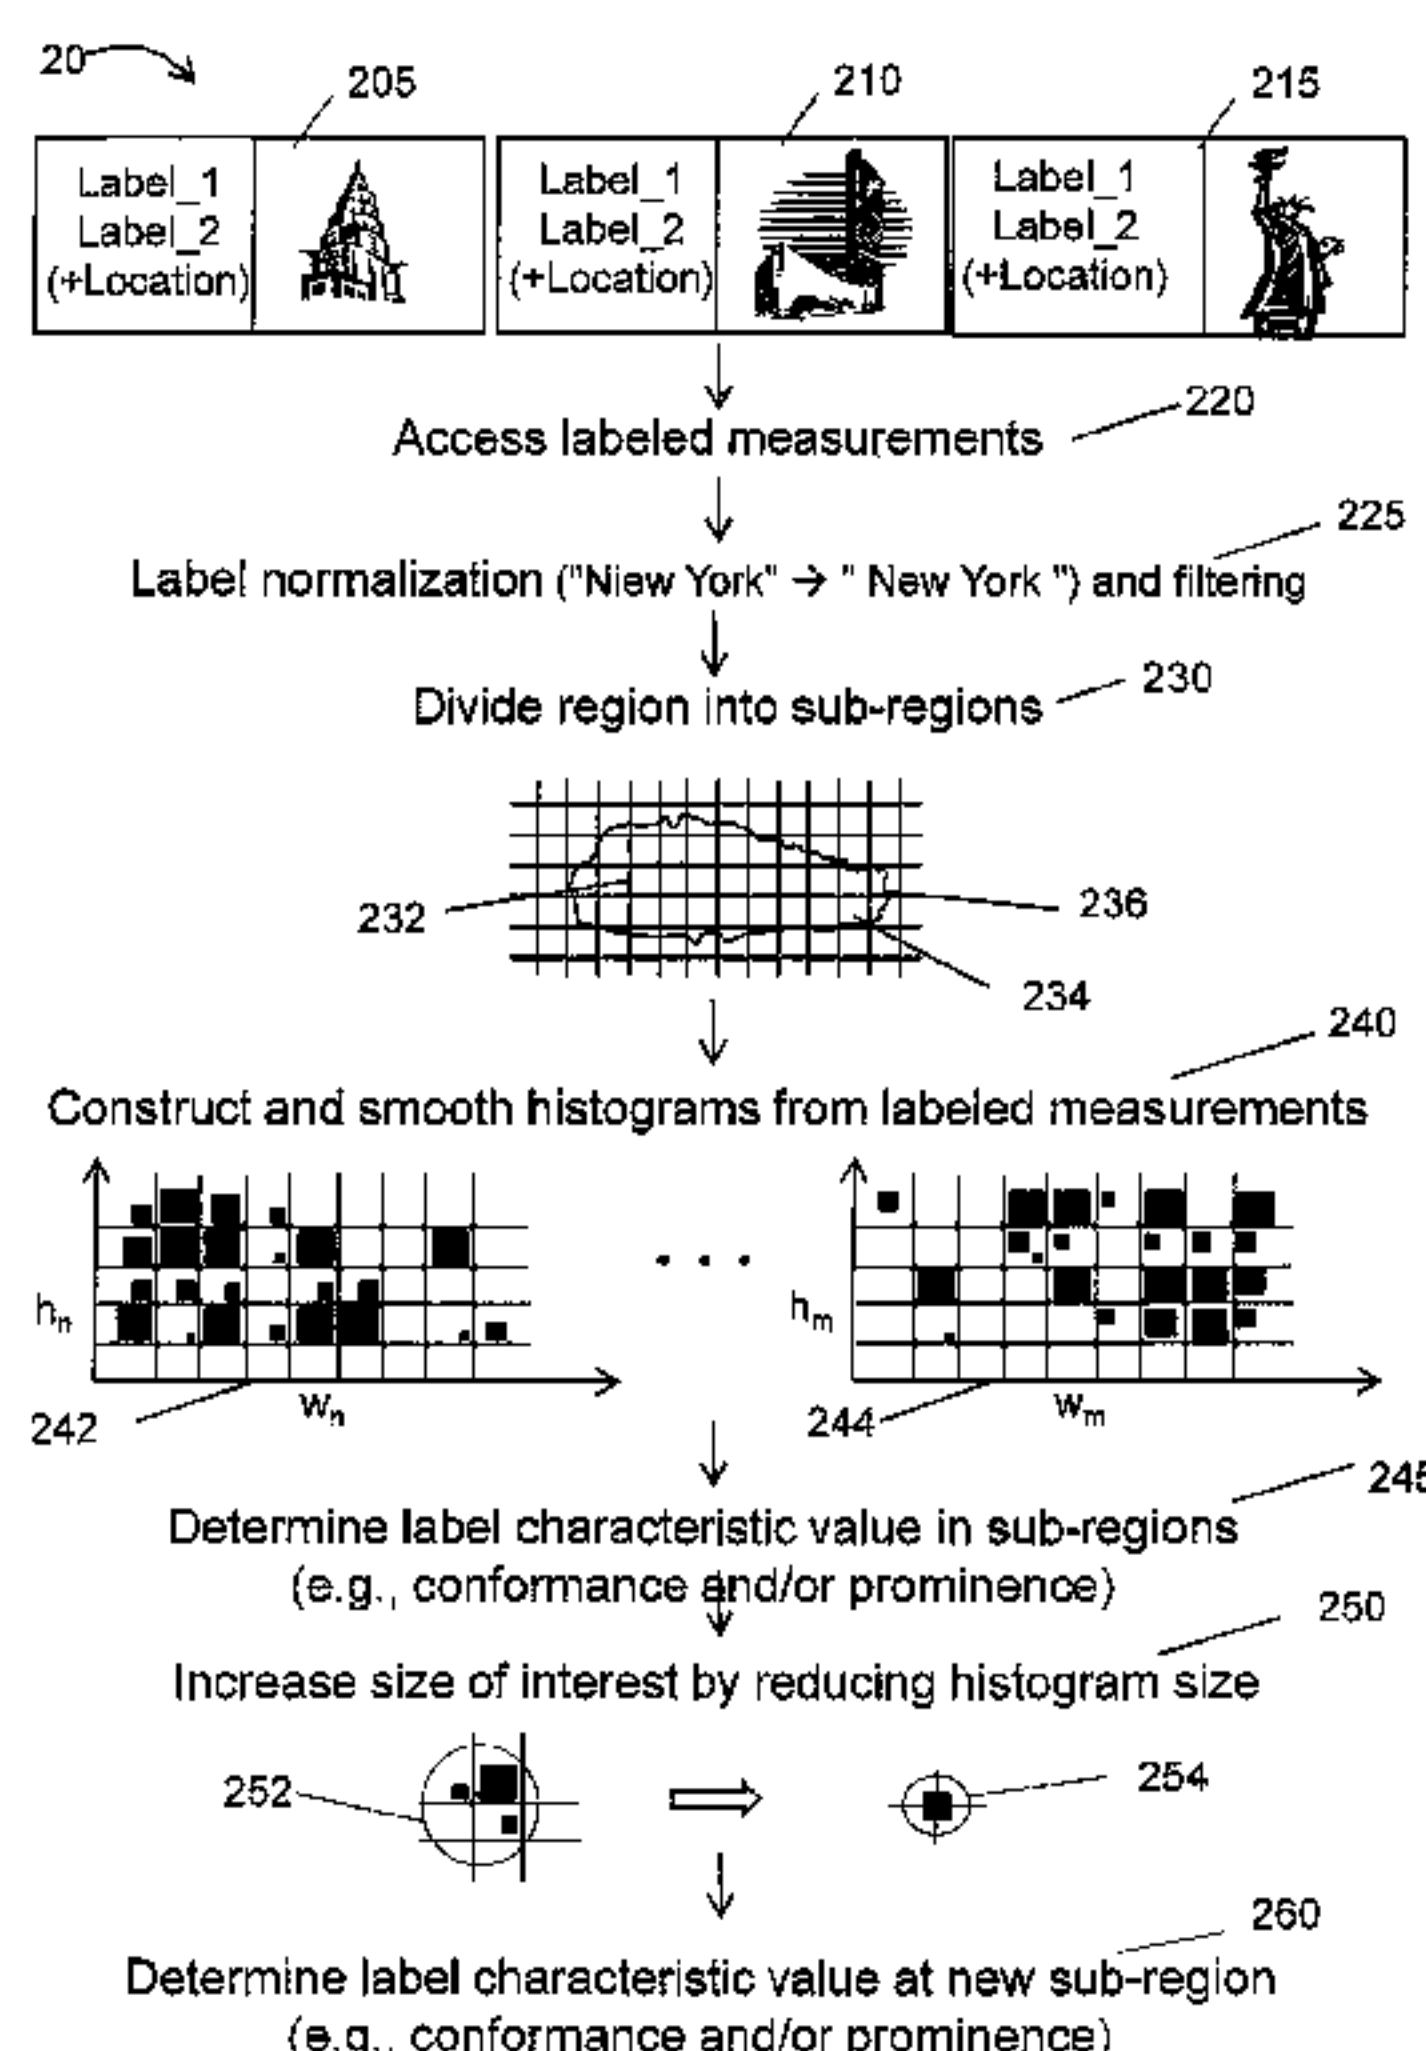 20
205
210
215
Label_1
Label_2
(+Location)
Label_1
Label_2
(+Location)
Label_1
Label_2
(+Location)
220
Access labeled measurements
225
Label normalization ("Niew York" → " New York ") and filtering
230
Divide region into sub-regions
232
236
234
240
Construct and smooth histograms from labeled measurements
hn
wn
242
. . .
hm
wm
244
245
Determine label characteristic value in sub-regions
(e.g., conformance and/or prominence)
250
Increase size of interest by reducing histogram size
252
254
260
Determine label characteristic value at new sub-region
(e.g., conformance and/or prominence)